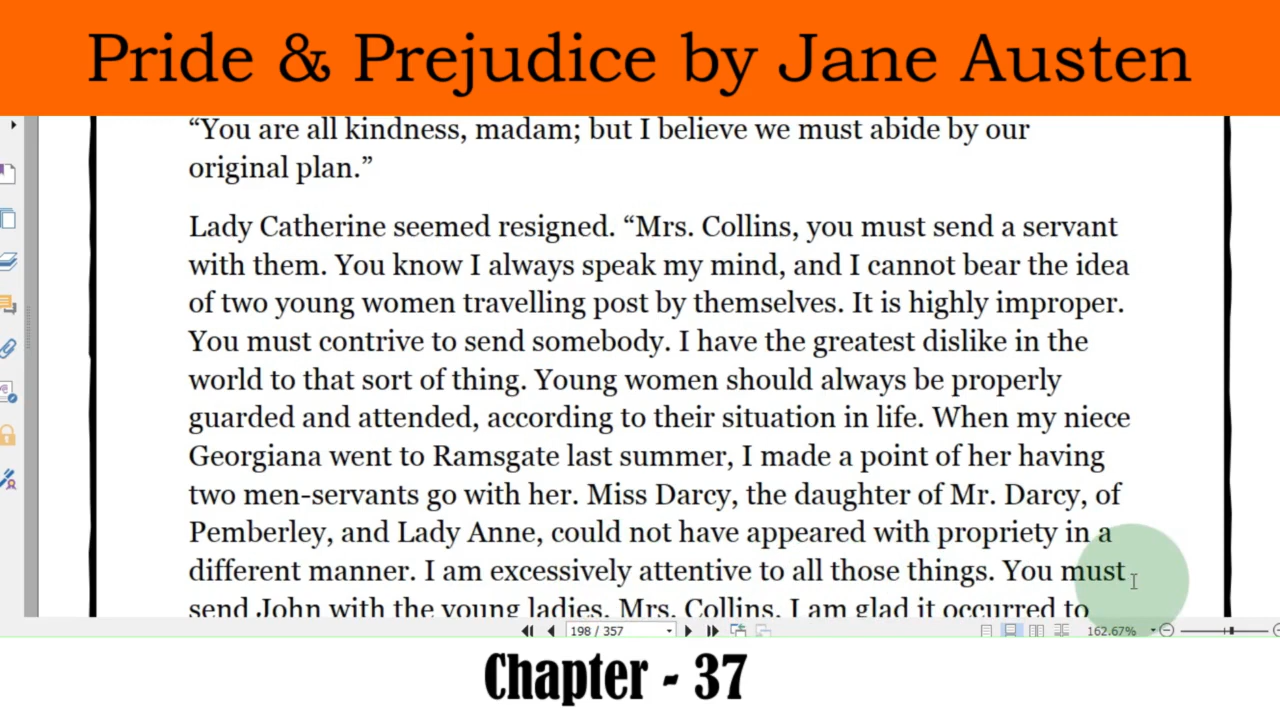 Pride & Prejudice by Jane Austen
“You are all kindness, madam; but I believe we must abide by our
original plan.”
Lady Catherine seemed resigned. “Mrs. Collins, you must send a servant
with them. You know I always speak my mind, and I cannot bear the idea
of two young women travelling post by themselves. It is highly improper.
You must contrive to send somebody. I have the greatest dislike in the
world to that sort of thing. Young women should always be properly
guarded and attended, according to their situation in life. When my niece
Georgiana went to Ramsgate last summer, I made a point of her having
two men-servants go with her. Miss Darcy, the daughter of Mr. Darcy, of
Pemberley, and Lady Anne, could not have appeared with propriety in a
different manner. I am excessively attentive to all those things. You must
send John with the young ladies, Mrs. Collins. I am glad it occurred to
198 / 357
162.67%
Chapter - 37